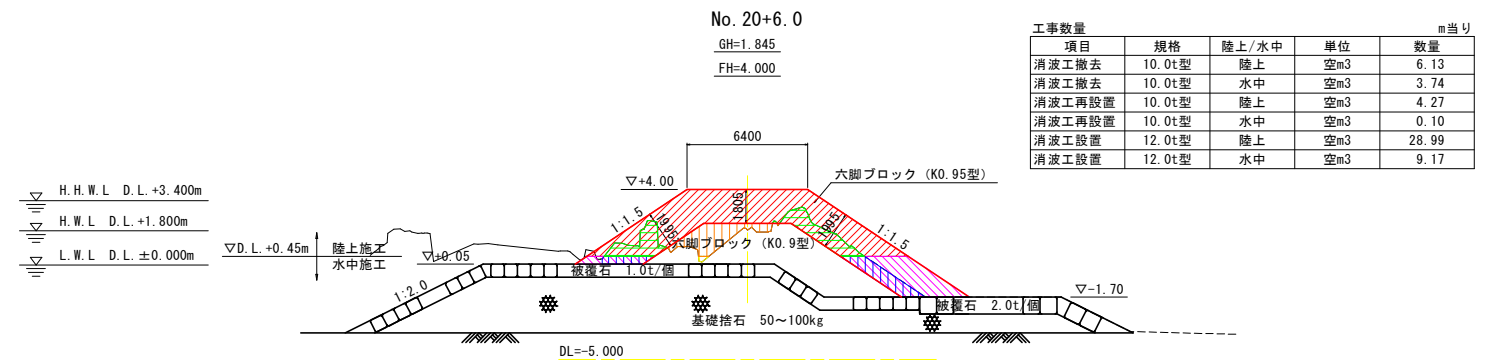 No. 20+6.0
GH=1.845
FH=4.000
工事数量 m当り
項目 規格 陸上/水中 単位 数量
消波工撤去 10.0t型 陸上 空m3 6.13
消波工撤去 10.0t型 水中 空m3 3.74
消波工再設置 10.0t型 陸上 空m3 4.27
消波工再設置 10.0t型 水中 空m3 0.10
消波工設置 12.0t型 陸上 空m3 28.99
消波工設置 12.0t型 水中 空m3 9.17
6400
六脚ブロック (K0.95型)
▽+4.00
H.H.W.L D.L.+3.400m
H.W.L D.L.+1.800m
L.W.L D.L.±0.000m
▽D.L.+0.45m
陸上施工
水中施工
1:1.5
1995
1805
1995
1:1.5
六脚ブロック (K0.9型)
▽+0.05
被覆石 1.0t/個
1:2.0
▽-1.70
被覆石 2.0t/個
基礎捨石 50～100kg
DL=-5.000